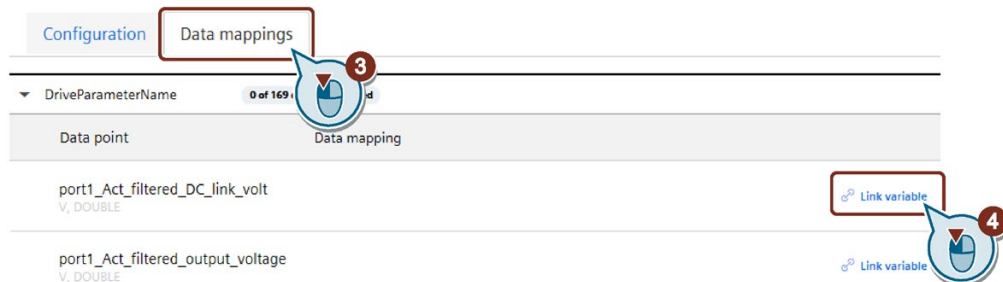 Configuration Data mappings
3
DriveParameterName 0 of 169
Data point Data mapping
port1_Act_filtered_DC_link_volt
V, DOUBLE
Link variable
4
port1_Act_filtered_output_voltage
V, DOUBLE
Link variable